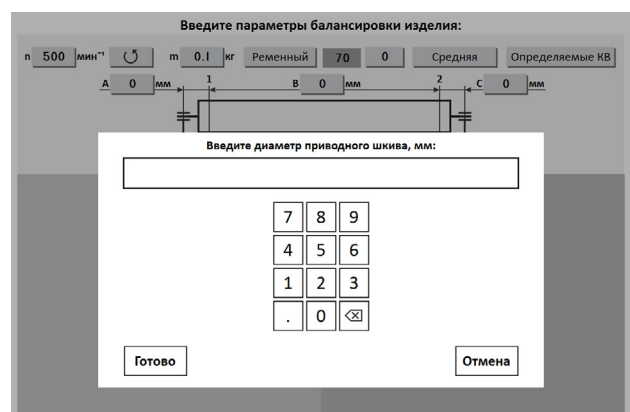 Введите параметры балансировки изделия:
n 500 мин⁻¹ m 0.1 кг Ременный 70 0 Средняя Определяемые КВ
A 0 мм 1 B 0 мм 2 C 0 мм
Введите диаметр приводного шкива, мм:
7 8 9
4 5 6
1 2 3
. 0
Готово Отмена